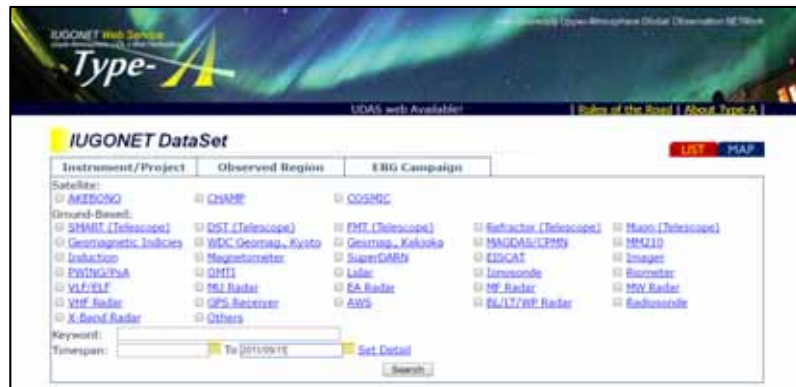 IUGONET Web Service
Type-A
UDAS web Available!
| Rules of the Road | About Type-A |
IUGONET DataSet
LIST MAP
Instrument/Project Observed Region ERG Campaign
Satellite:
AKEBONO CHAMP COSMIC
Ground-Based:
SMART (Telescope) DST (Telescope) FMT (Telescope) Refractor (Telescope) Muon (Telescope)
Geomagnetic Indicies WDC Geomag., Kyoto Geomag., Kakioka MAGDAS/CPMN MM210
Induction Magnetometer SuperDARN EISCAT Imager
PWING/PsA OMTI Lidar Ionosonde Riometer
VLF/ELF MU Radar EA Radar MF Radar MW Radar
VHF Radar GPS Receiver AWS BL/LT/WP Radar Radiosonde
X-Band Radar Others
Keyword:
Timespan: To Set Detail
Search